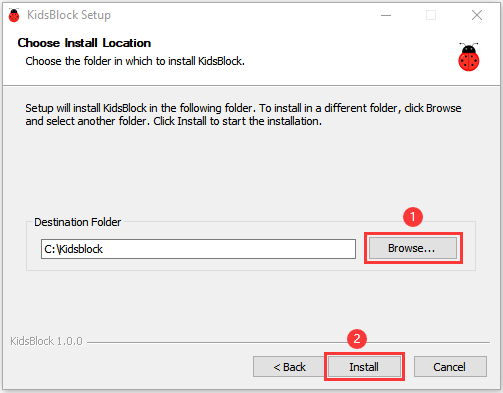 KidsBlock Setup
Choose Install Location
Choose the folder in which to install KidsBlock.
Setup will install KidsBlock in the following folder. To install in a different folder, click Browse
and select another folder. Click Install to start the installation.
1
Destination Folder
C:\Kidsblock
Browse...
KidsBlock 1.0.0
2
< Back
Install
Cancel